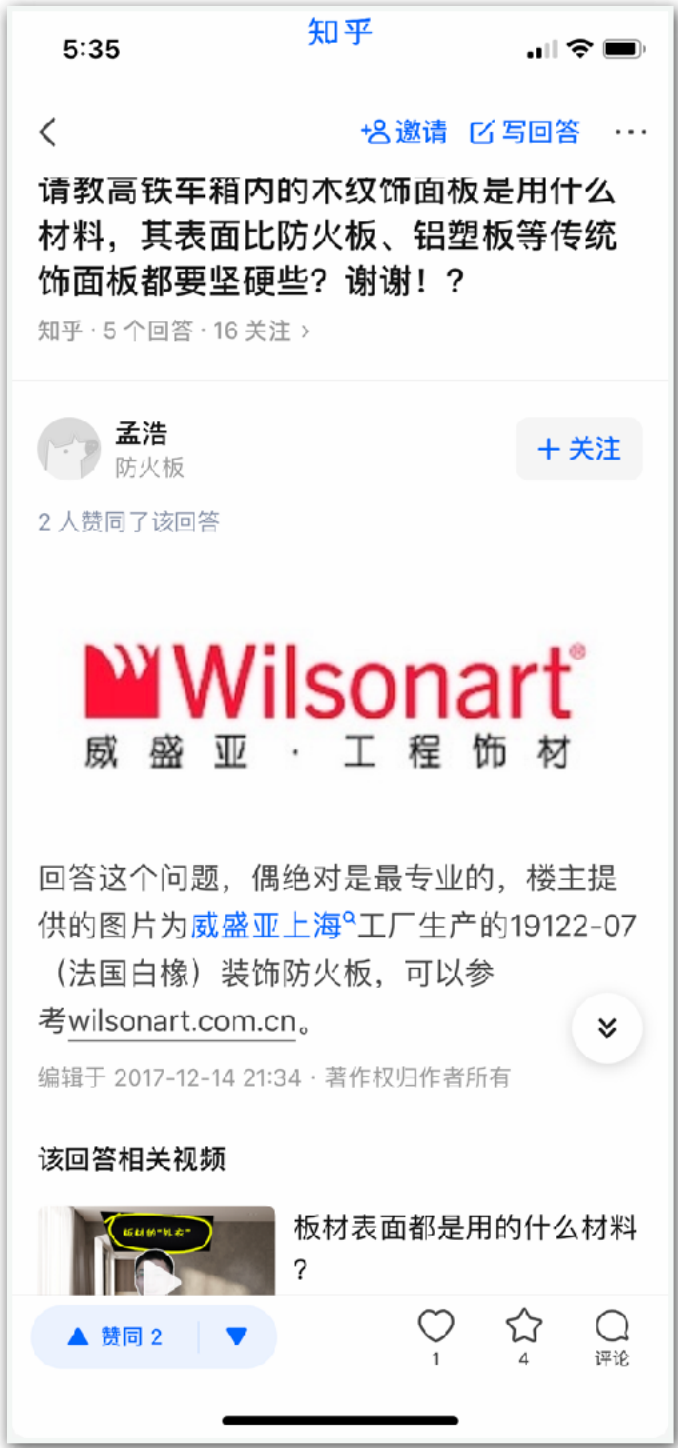 知乎
5:35
邀请 写回答
请教高铁车箱内的木纹饰面板是用什么
材料，其表面比防火板、铝塑板等传统
饰面板都要坚硬些？谢谢！？
知乎 · 5 个回答 · 16 关注
孟浩
防火板
+ 关注
2 人赞同了该回答
Wilsonart®
威盛亚·工程饰材
回答这个问题，偶绝对是最专业的，楼主提
供的图片为威盛亚上海工厂生产的19122-07
（法国白橡）装饰防火板，可以参
考wilsonart.com.cn。
编辑于 2017-12-14 21:34 · 著作权归作者所有
该回答相关视频
板材表面都是用的什么材料
？
赞同 2
1
4
评论